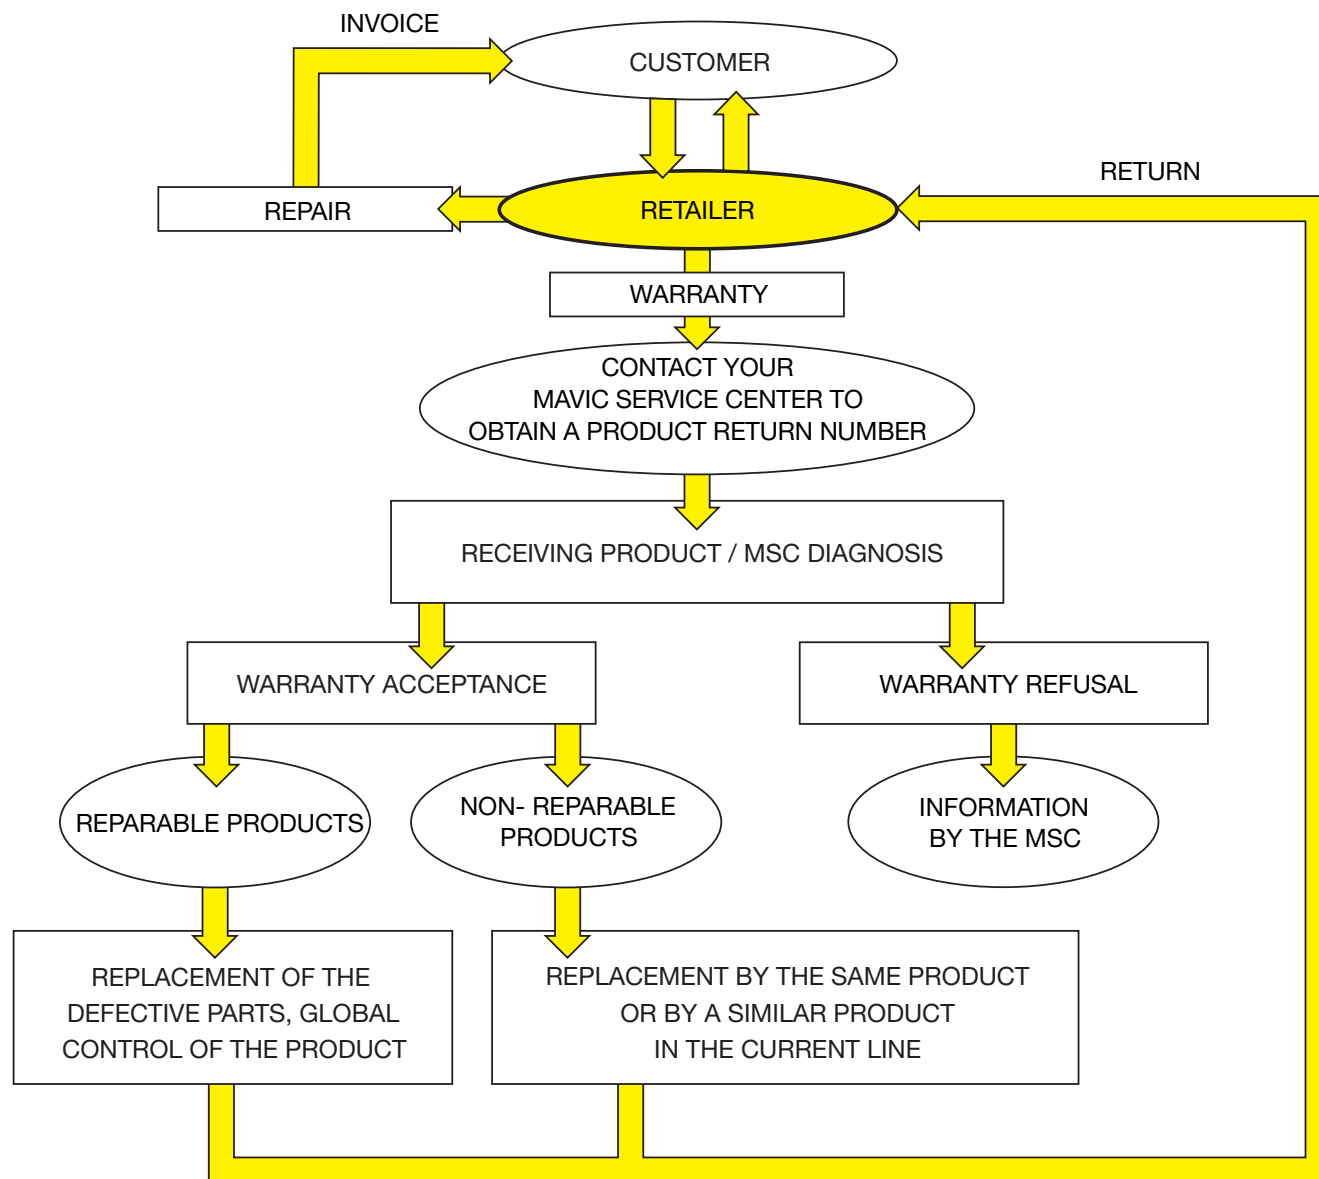 INVOICE
CUSTOMER
RETURN
REPAIR
RETAILER
WARRANTY
CONTACT YOUR
MAVIC SERVICE CENTER TO
OBTAIN A PRODUCT RETURN NUMBER
RECEIVING PRODUCT / MSC DIAGNOSIS
WARRANTY ACCEPTANCE
WARRANTY REFUSAL
REPARABLE PRODUCTS
NON- REPARABLE
PRODUCTS
INFORMATION
BY THE MSC
REPLACEMENT OF THE
DEFECTIVE PARTS, GLOBAL
CONTROL OF THE PRODUCT
REPLACEMENT BY THE SAME PRODUCT
OR BY A SIMILAR PRODUCT
IN THE CURRENT LINE